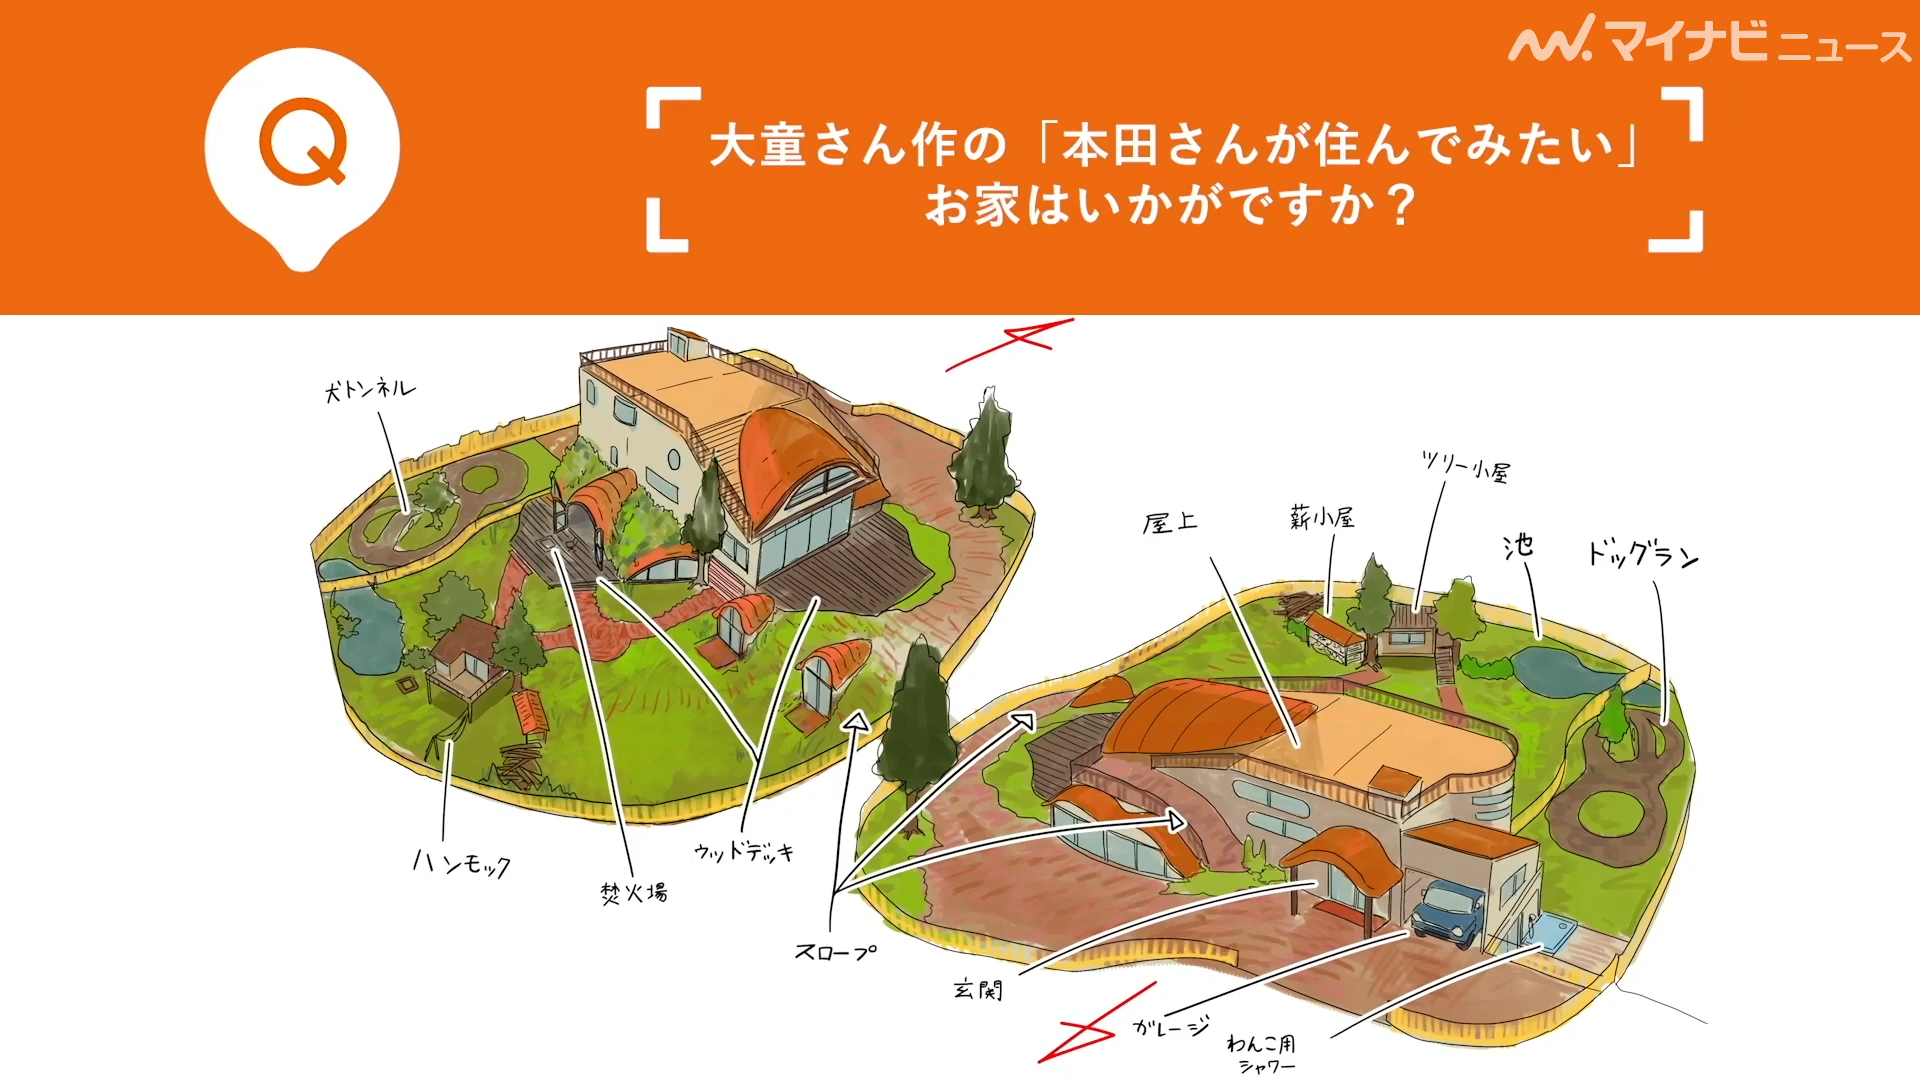 マイナビニュース
Q
大童さん作の「本田さんが住んでみたい」
お家はいかがですか？
犬トンネル
ツリー小屋
薪小屋
屋上
池
ドッグラン
ハンモック
焚火場
ウッドデッキ
スロープ
玄関
ガレージ
わんこ用
シャワー